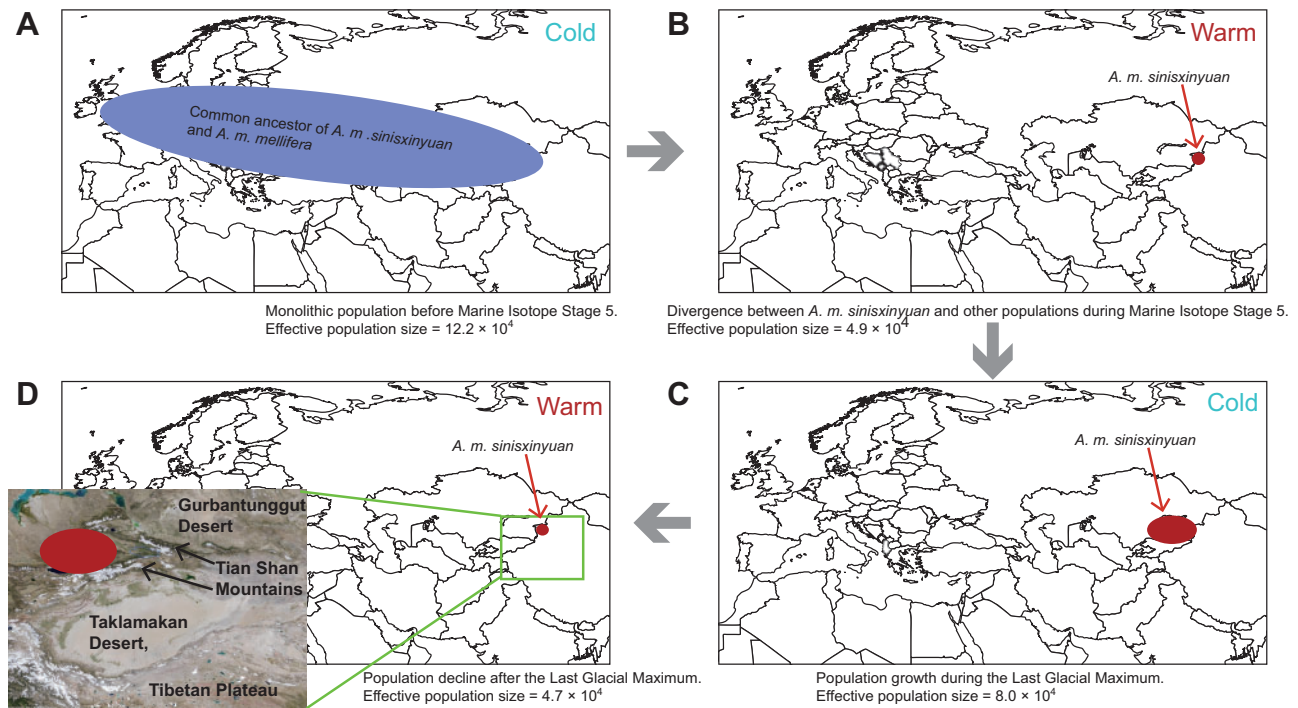 A
Cold
Common ancestor of A. m .sinisxinyuan
and A. m. mellifera
Monolithic population before Marine Isotope Stage 5.
Effective population size = 12.2 × 10⁴
B
Warm
A. m. sinisxinyuan
Divergence between A. m. sinisxinyuan and other populations during Marine Isotope Stage 5.
Effective population size = 4.9 × 10⁴
C
Cold
A. m. sinisxinyuan
Population growth during the Last Glacial Maximum.
Effective population size = 8.0 × 10⁴
D
Warm
A. m. sinisxinyuan
Gurbantunggut
Desert
Tian Shan
Mountains
Taklamakan
Desert,
Tibetan Plateau
Population decline after the Last Glacial Maximum.
Effective population size = 4.7 × 10⁴